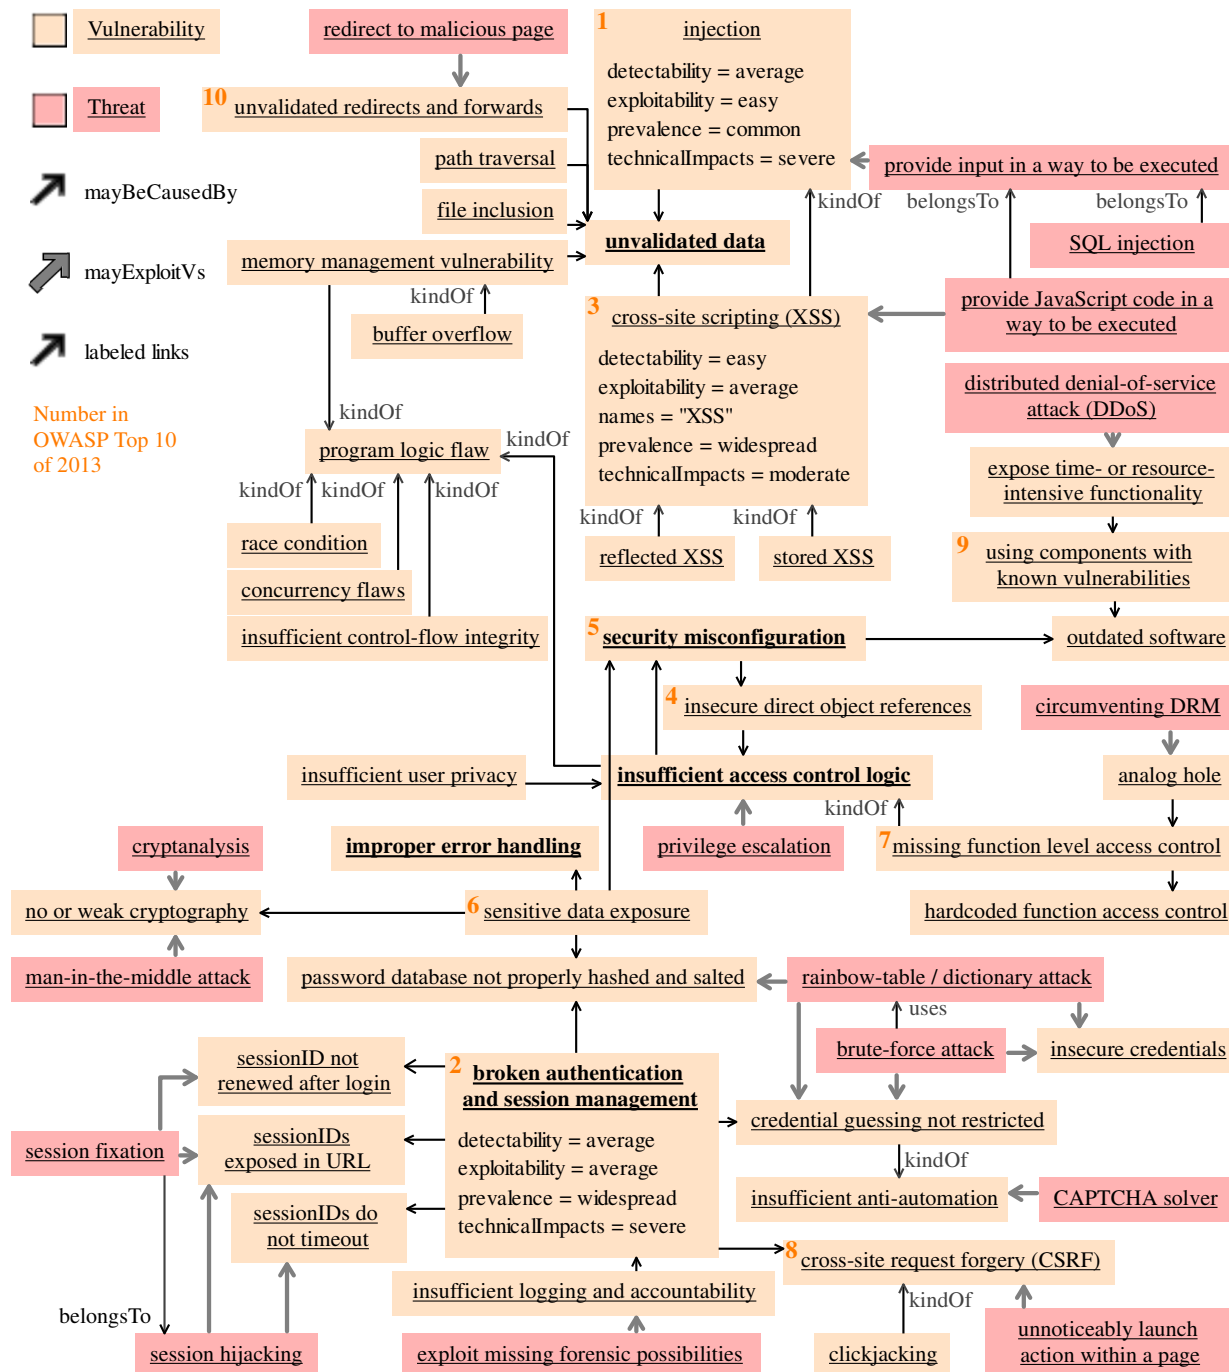 Vulnerability
Threat
mayBeCausedBy
mayExploitVs
labeled links
Number in
OWASP Top 10
of 2013
redirect to malicious page
10
unvalidated redirects and forwards
path traversal
file inclusion
memory management vulnerability
kindOf
buffer overflow
1
injection
detectability = average
exploitability = easy
prevalence = common
technicalImpacts = severe
unvalidated data
kindOf
provide input in a way to be executed
belongsTo
belongsTo
SQL injection
provide JavaScript code in a
way to be executed
3
cross-site scripting (XSS)
detectability = easy
exploitability = average
names = "XSS"
prevalence = widespread
technicalImpacts = moderate
kindOf
kindOf
reflected XSS
stored XSS
distributed denial-of-service
attack (DDoS)
expose time- or resource-
intensive functionality
9
using components with
known vulnerabilities
outdated software
kindOf
kindOf
program logic flaw
kindOf
kindOf
kindOf
race condition
concurrency flaws
insufficient control-flow integrity
5
security misconfiguration
4
insecure direct object references
insufficient user privacy
insufficient access control logic
kindOf
circumventing DRM
analog hole
7
missing function level access control
hardcoded function access control
privilege escalation
improper error handling
cryptanalysis
no or weak cryptography
man-in-the-middle attack
6
sensitive data exposure
password database not properly hashed and salted
rainbow-table / dictionary attack
uses
brute-force attack
insecure credentials
sessionID not
renewed after login
2
broken authentication
and session management
detectability = average
exploitability = average
prevalence = widespread
technicalImpacts = severe
credential guessing not restricted
kindOf
insufficient anti-automation
CAPTCHA solver
session fixation
sessionIDs
exposed in URL
sessionIDs do
not timeout
belongsTo
session hijacking
8
cross-site request forgery (CSRF)
kindOf
insufficient logging and accountability
exploit missing forensic possibilities
clickjacking
unnoticeably launch
action within a page